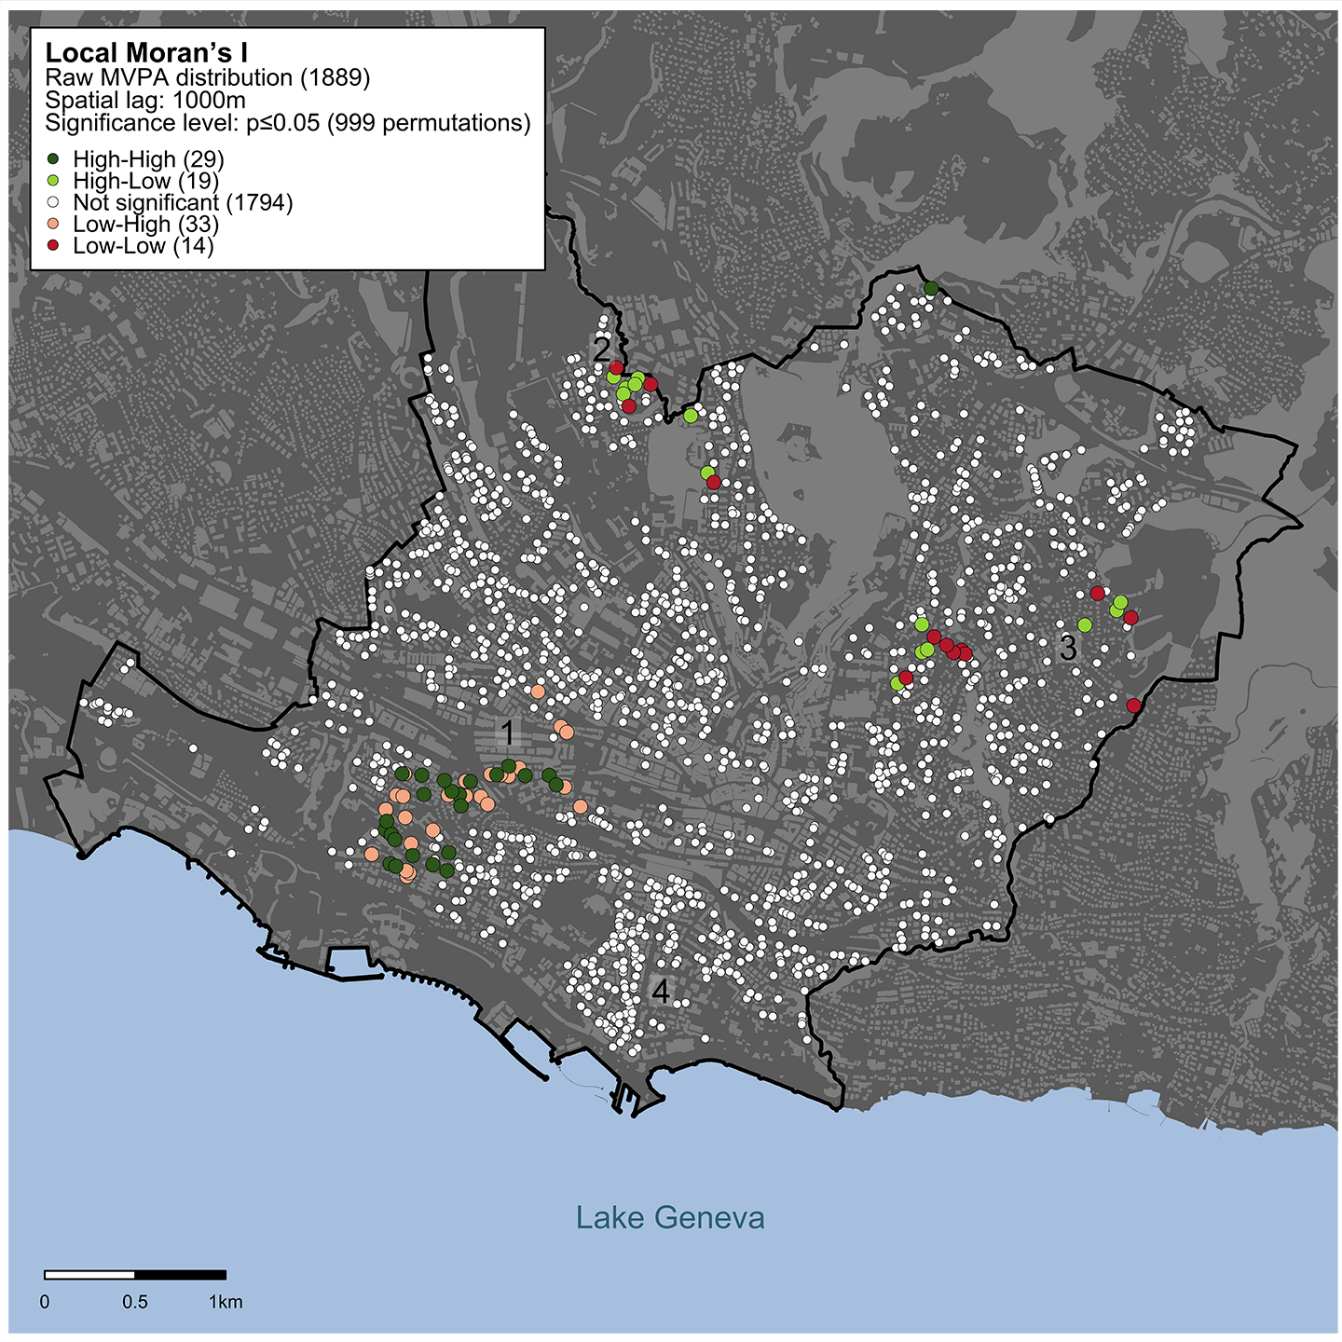 Local Moran’s I
Raw MVPA distribution (1889)
Spatial lag: 1000m
Significance level: p≤0.05 (999 permutations)
High-High (29)
High-Low (19)
Not significant (1794)
Low-High (33)
Low-Low (14)
2
3
1
4
Lake Geneva
0 0.5 1km